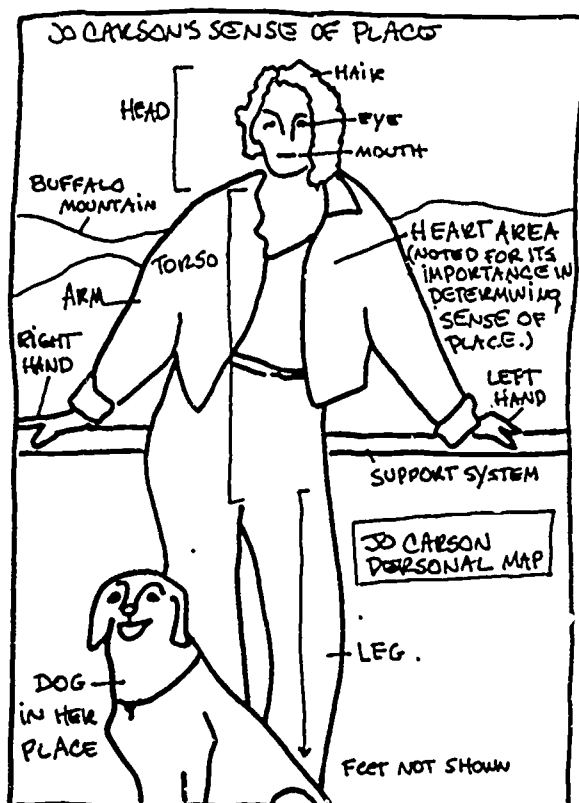 JO CARSON'S SENSE OF PLACE
HAIR
HEAD
EYE
MOUTH
BUFFALO
MOUNTAIN
TORSO
ARM
HEART AREA
(NOTED FOR ITS
IMPORTANCE IN
DETERMINING
SENSE OF
PLACE.)
RIGHT
HAND
LEFT
HAND
SUPPORT SYSTEM
JO CARSON
PERSONAL MAP
LEG.
DOG
IN HER
PLACE
FEET NOT SHOWN